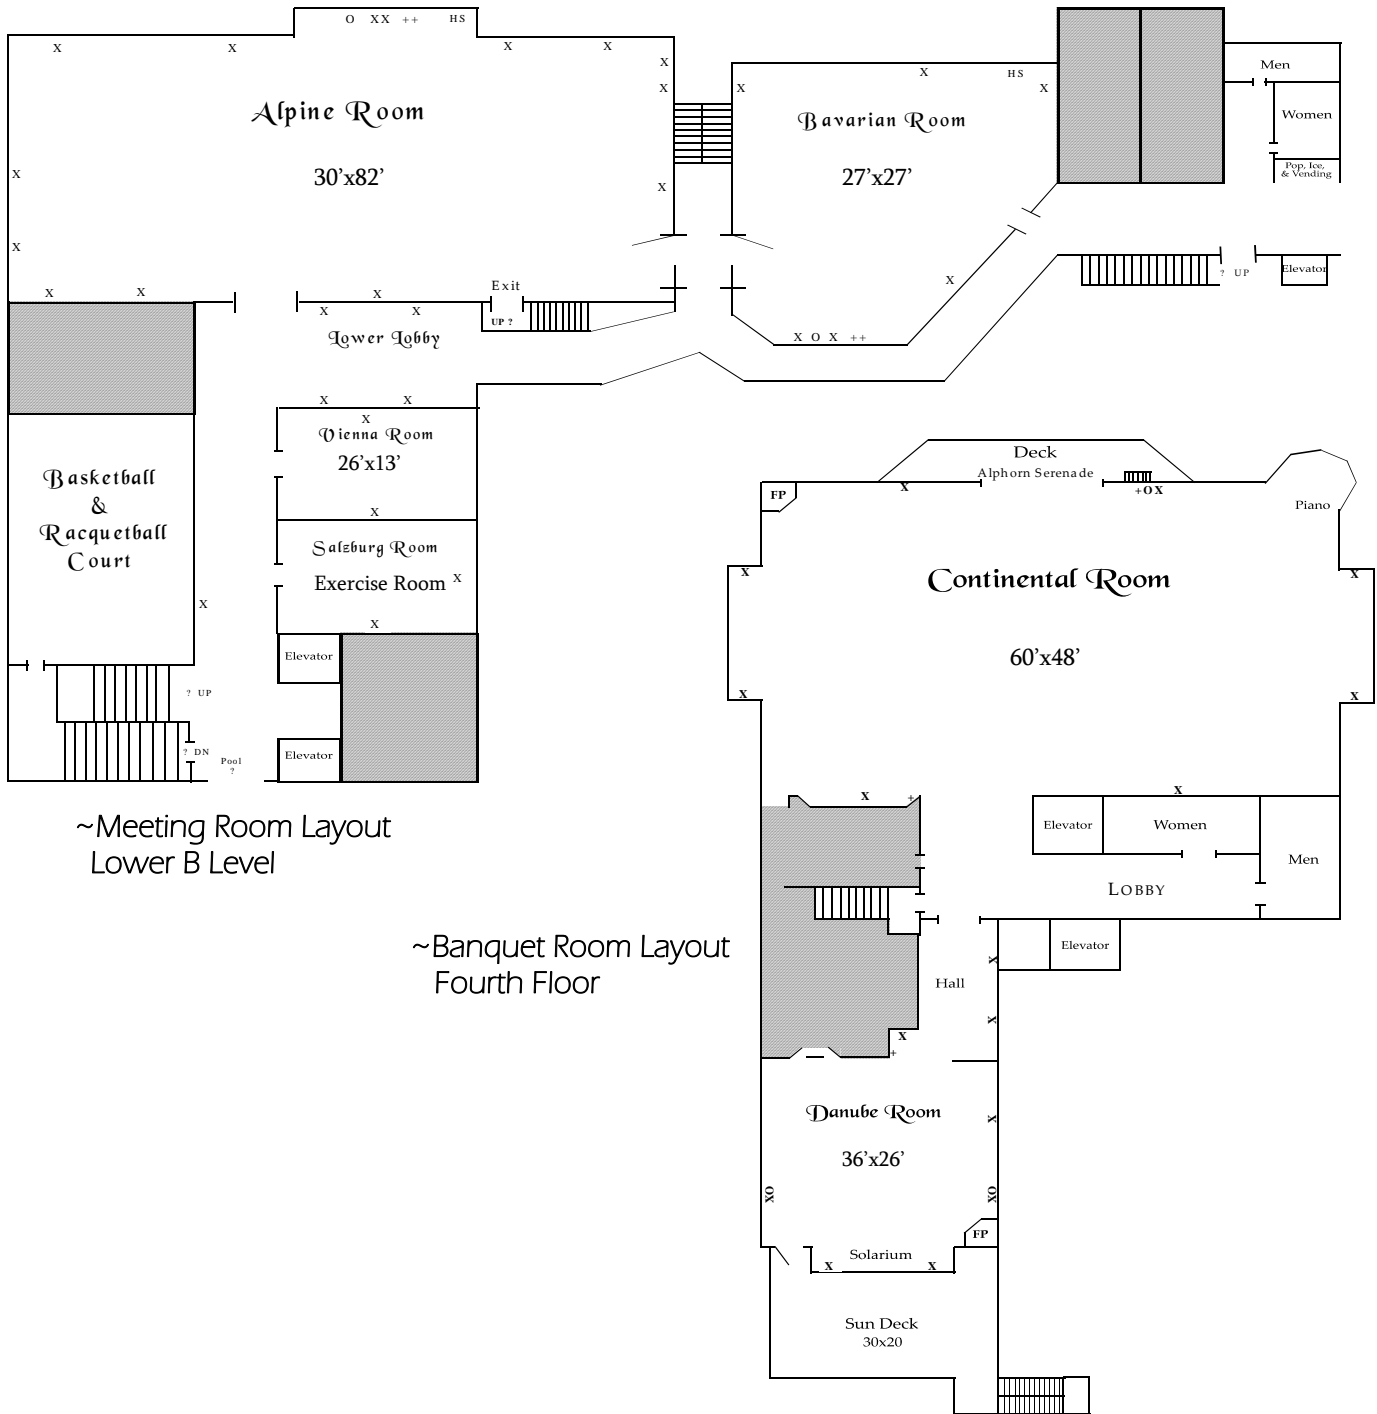 O XX ++ HS
X X X X
X
X
Alpine Room
30'x82'
X
X
X
X X X
Exit
UP ?
X X
Lower Lobby
X HS
X X
Bavarian Room
27'x27'
X
X O X ++
Men
Women
Pop, Ice,
& Vending
? UP
Elevator
X X
X
Vienna Room
26'x13'
X
Salzburg Room
Exercise Room X
X
Basketball
&
Racquetball
Court
X
Elevator
? UP
? DN
Pool
?
Elevator
~Meeting Room Layout
Lower B Level
Deck
Alphorn Serenade
FP
X
+OX
Piano
X X
Continental Room
60'x48'
X X
X +
X
Elevator
Women
Men
LOBBY
~Banquet Room Layout
Fourth Floor
Elevator
X
Hall
X
X
+
Danube Room
X
36'x26'
XO XO
FP
Solarium
X X
Sun Deck
30x20